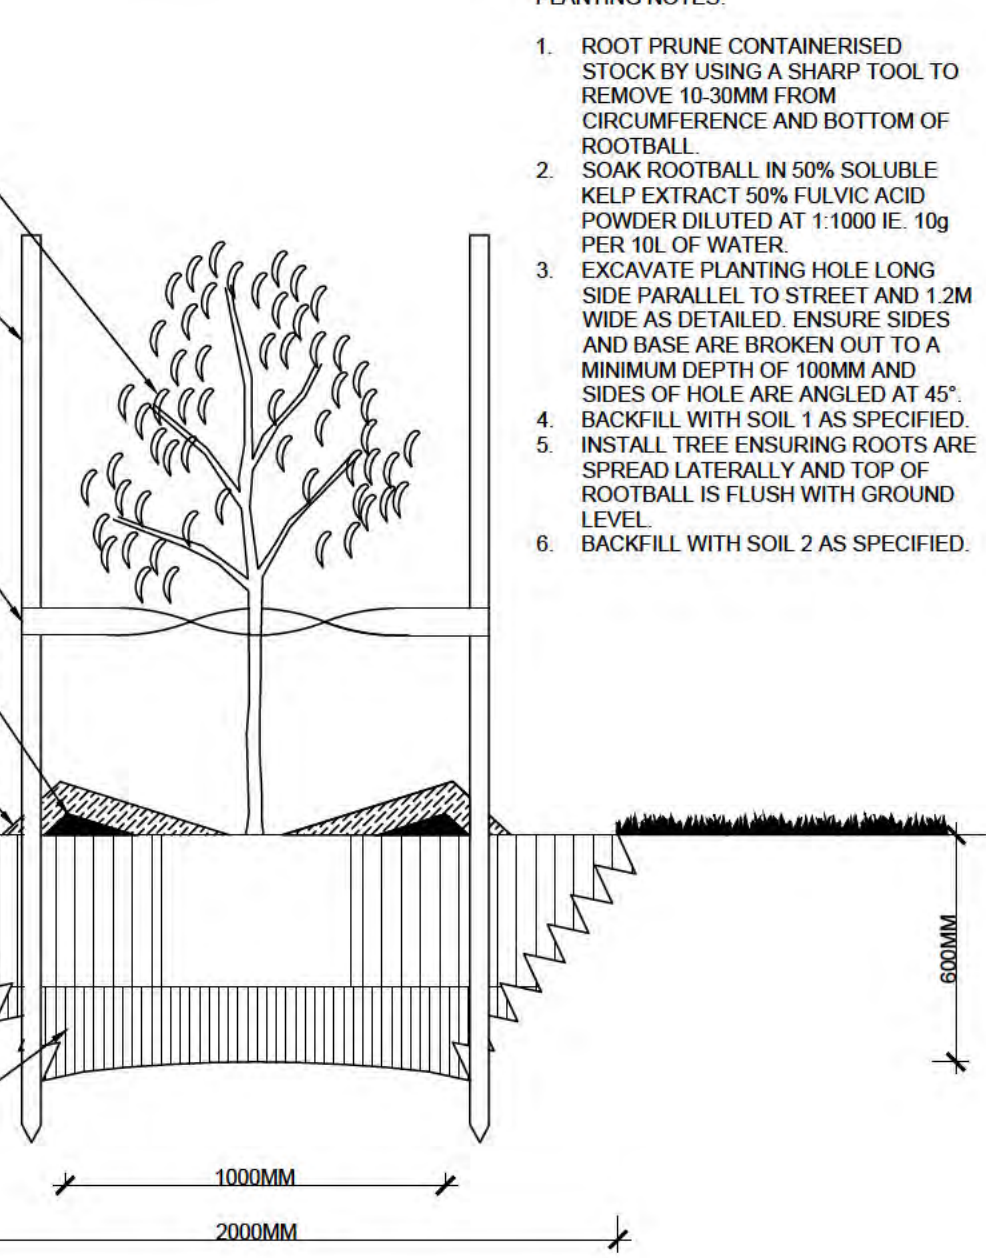 PLANTING NOTES:
1. ROOT PRUNE CONTAINERISED
STOCK BY USING A SHARP TOOL TO
REMOVE 10-30MM FROM
CIRCUMFERENCE AND BOTTOM OF
ROOTBALL.
2. SOAK ROOTBALL IN 50% SOLUBLE
KELP EXTRACT 50% FULVIC ACID
POWDER DILUTED AT 1:1000 IE. 10g
PER 10L OF WATER.
3. EXCAVATE PLANTING HOLE LONG
SIDE PARALLEL TO STREET AND 1.2M
WIDE AS DETAILED. ENSURE SIDES
AND BASE ARE BROKEN OUT TO A
MINIMUM DEPTH OF 100MM AND
SIDES OF HOLE ARE ANGLED AT 45°.
4. BACKFILL WITH SOIL 1 AS SPECIFIED.
5. INSTALL TREE ENSURING ROOTS ARE
SPREAD LATERALLY AND TOP OF
ROOTBALL IS FLUSH WITH GROUND
LEVEL.
6. BACKFILL WITH SOIL 2 AS SPECIFIED.
600MM
1000MM
2000MM